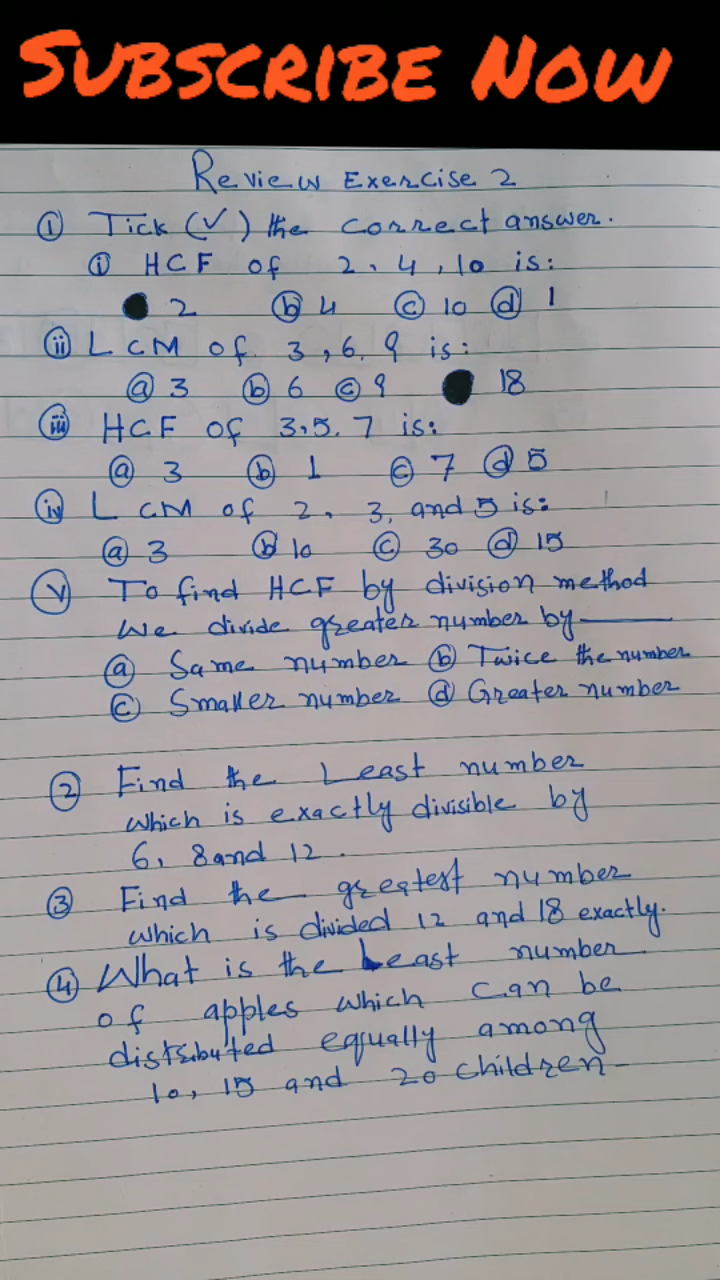 SUBSCRIBE NOW
Review Exercise 2
① Tick (✓) the correct answer.
ⓘ HCF of 2, 4, 10 is:
2 ⓑ 4 ⓒ 10 ⓓ 1
ⓘⓘ LCM of 3, 6, 9 is:
ⓐ 3 ⓑ 6 ⓒ 9 18
ⓘⓘⓘ HCF of 3, 5, 7 is:
ⓐ 3 ⓑ 1 ⓒ 7 ⓓ 5
ⓘⓥ LCM of 2, 3, and 5 is:
ⓐ 3 ⓑ 10 ⓒ 30 ⓓ 15
ⓥ To find HCF by division method
we divide greater number by ———
ⓐ Same number ⓑ Twice the number
ⓒ Smaller number ⓓ Greater number
② Find the Least number
which is exactly divisible by
6, 8 and 12.
③ Find the greatest number
which is divided 12 and 18 exactly.
④ What is the Least number
of apples which can be
distributed equally among
10, 15 and 20 children